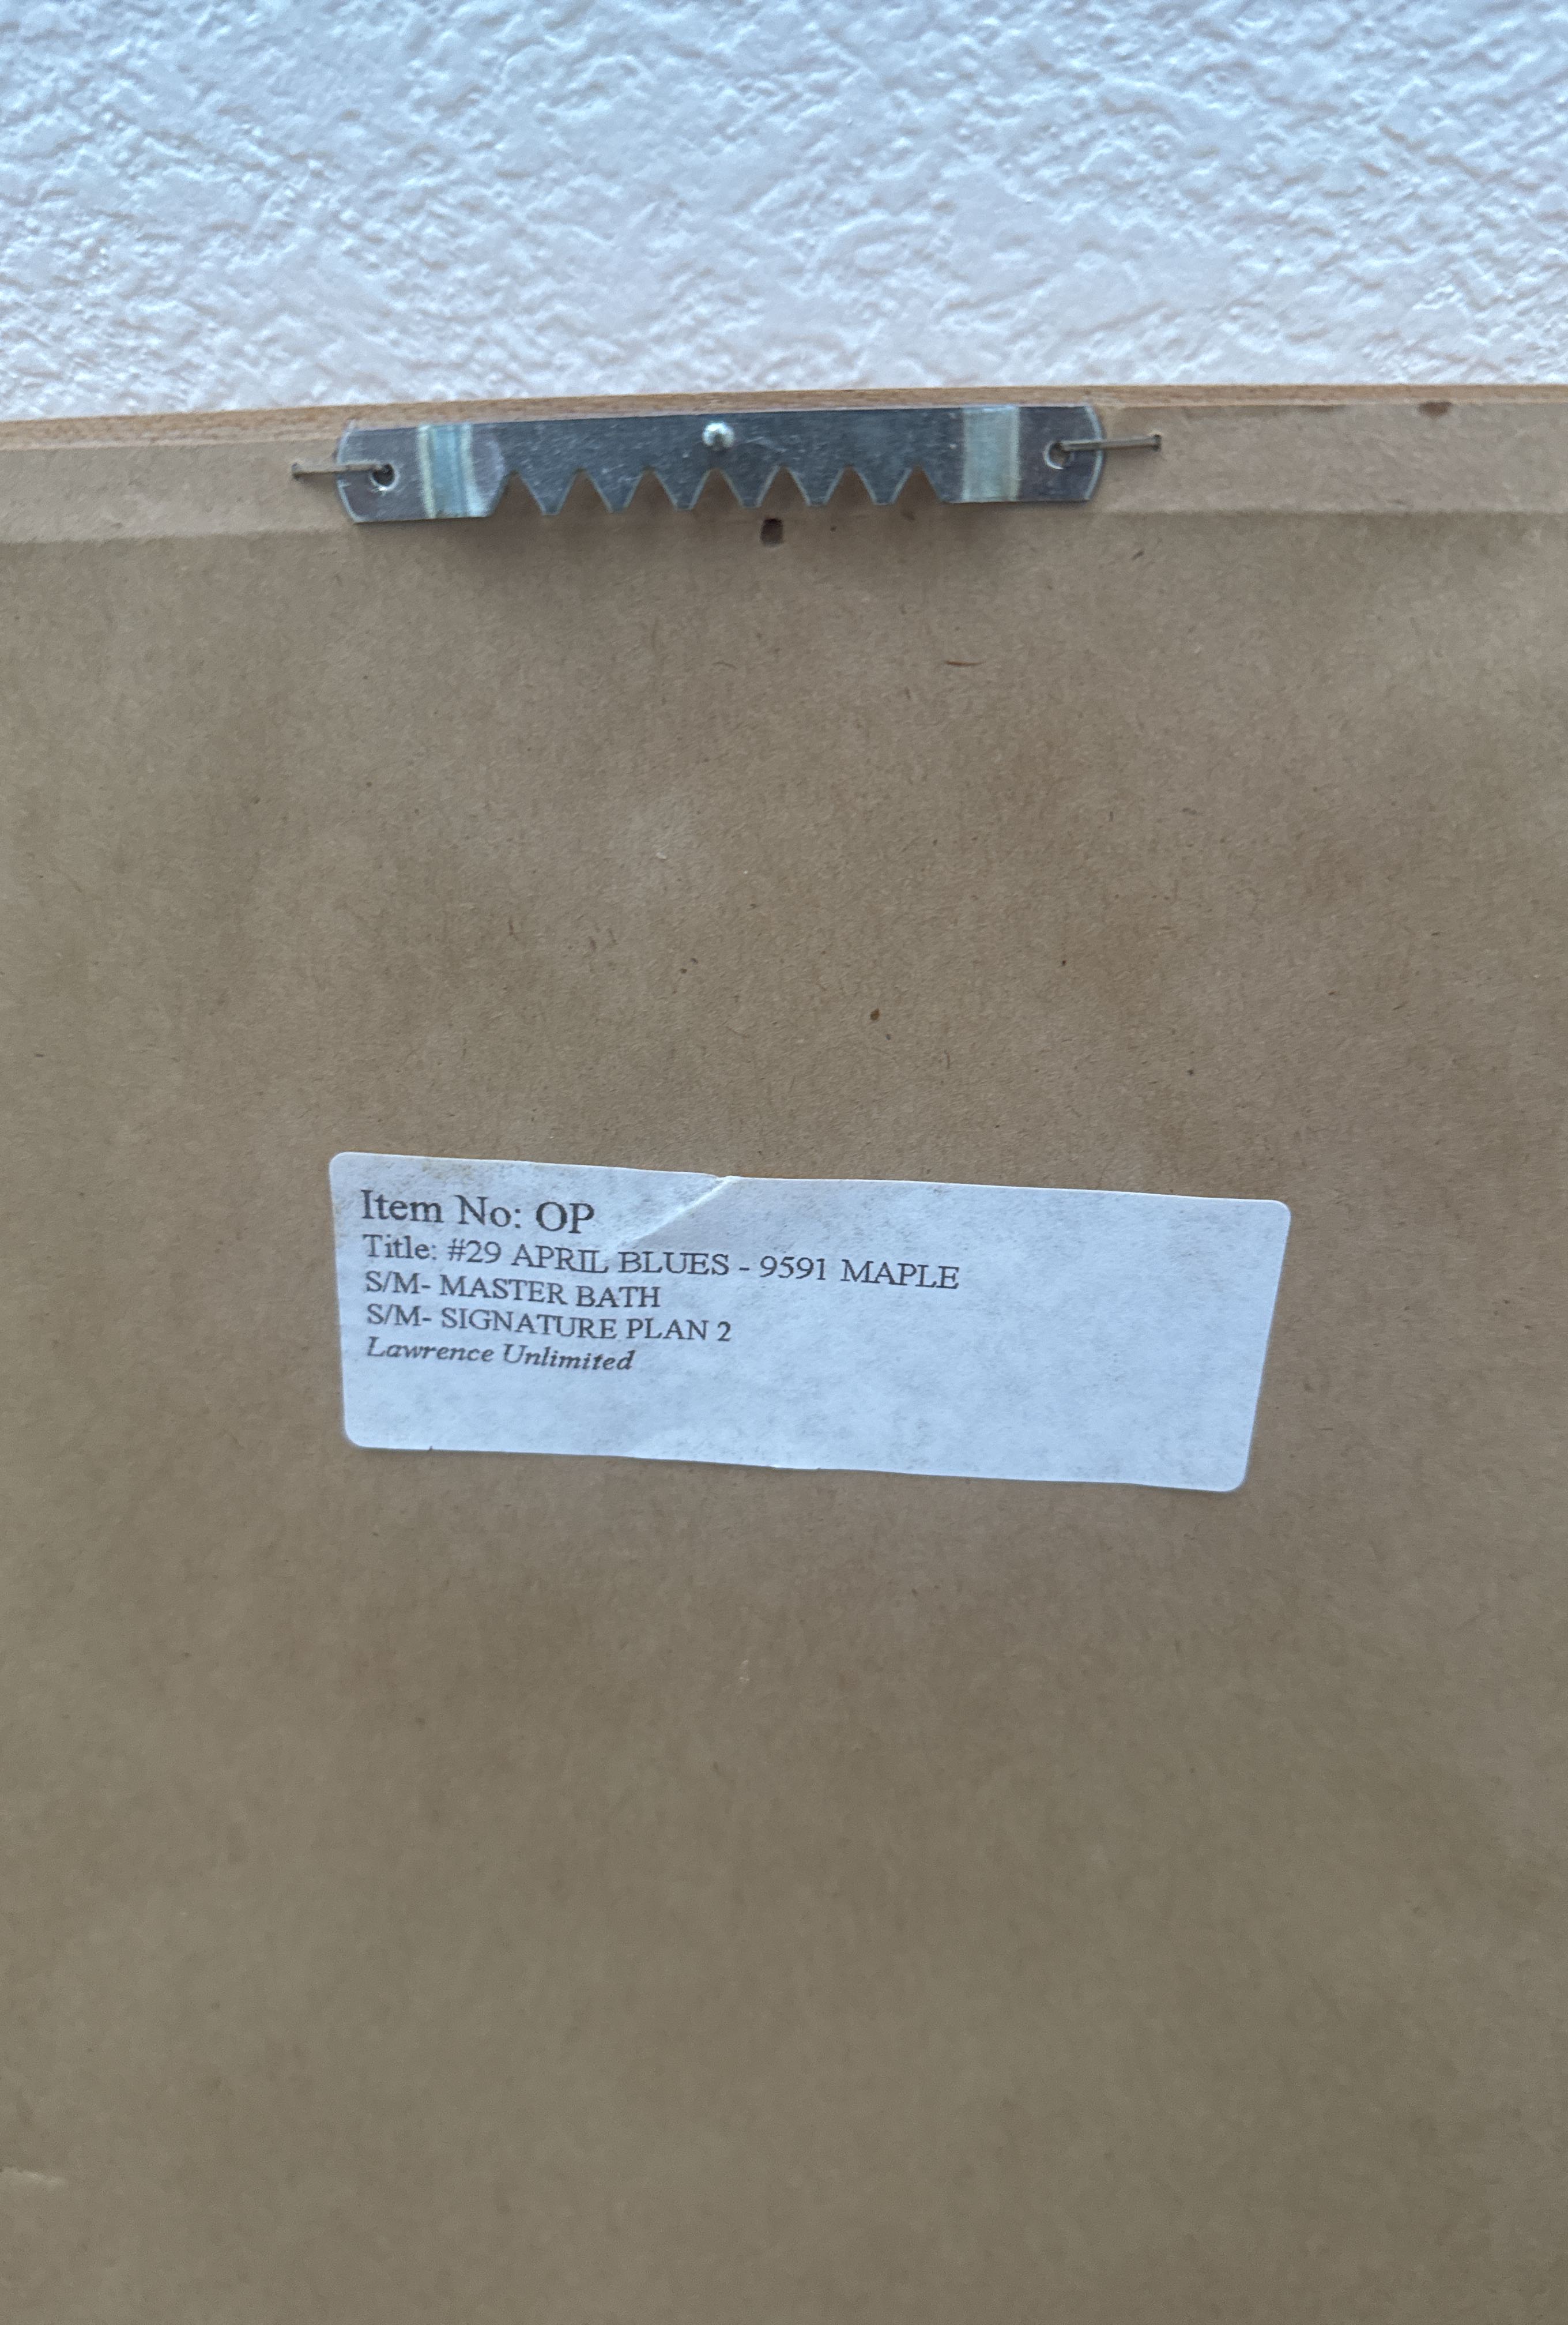 Item No: OP
Title: #29 APRIL BLUES - 9591 MAPLE
S/M- MASTER BATH
S/M- SIGNATURE PLAN 2
Lawrence Unlimited